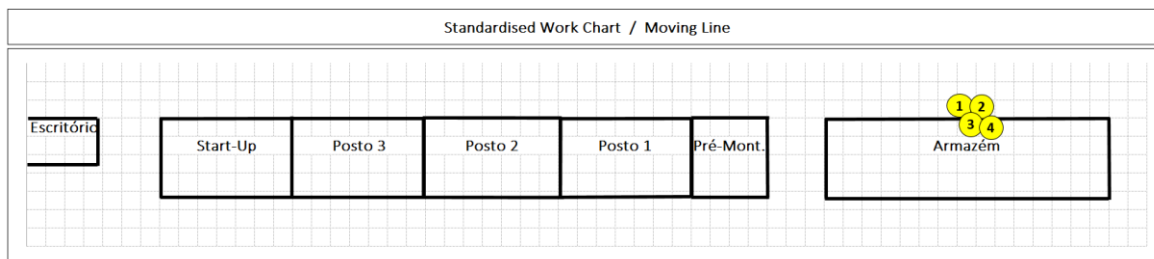 Standardised Work Chart / Moving Line
1 2
3 4
Escritório
Start-Up Posto 3 Posto 2 Posto 1 Pré-Mont. Armazém